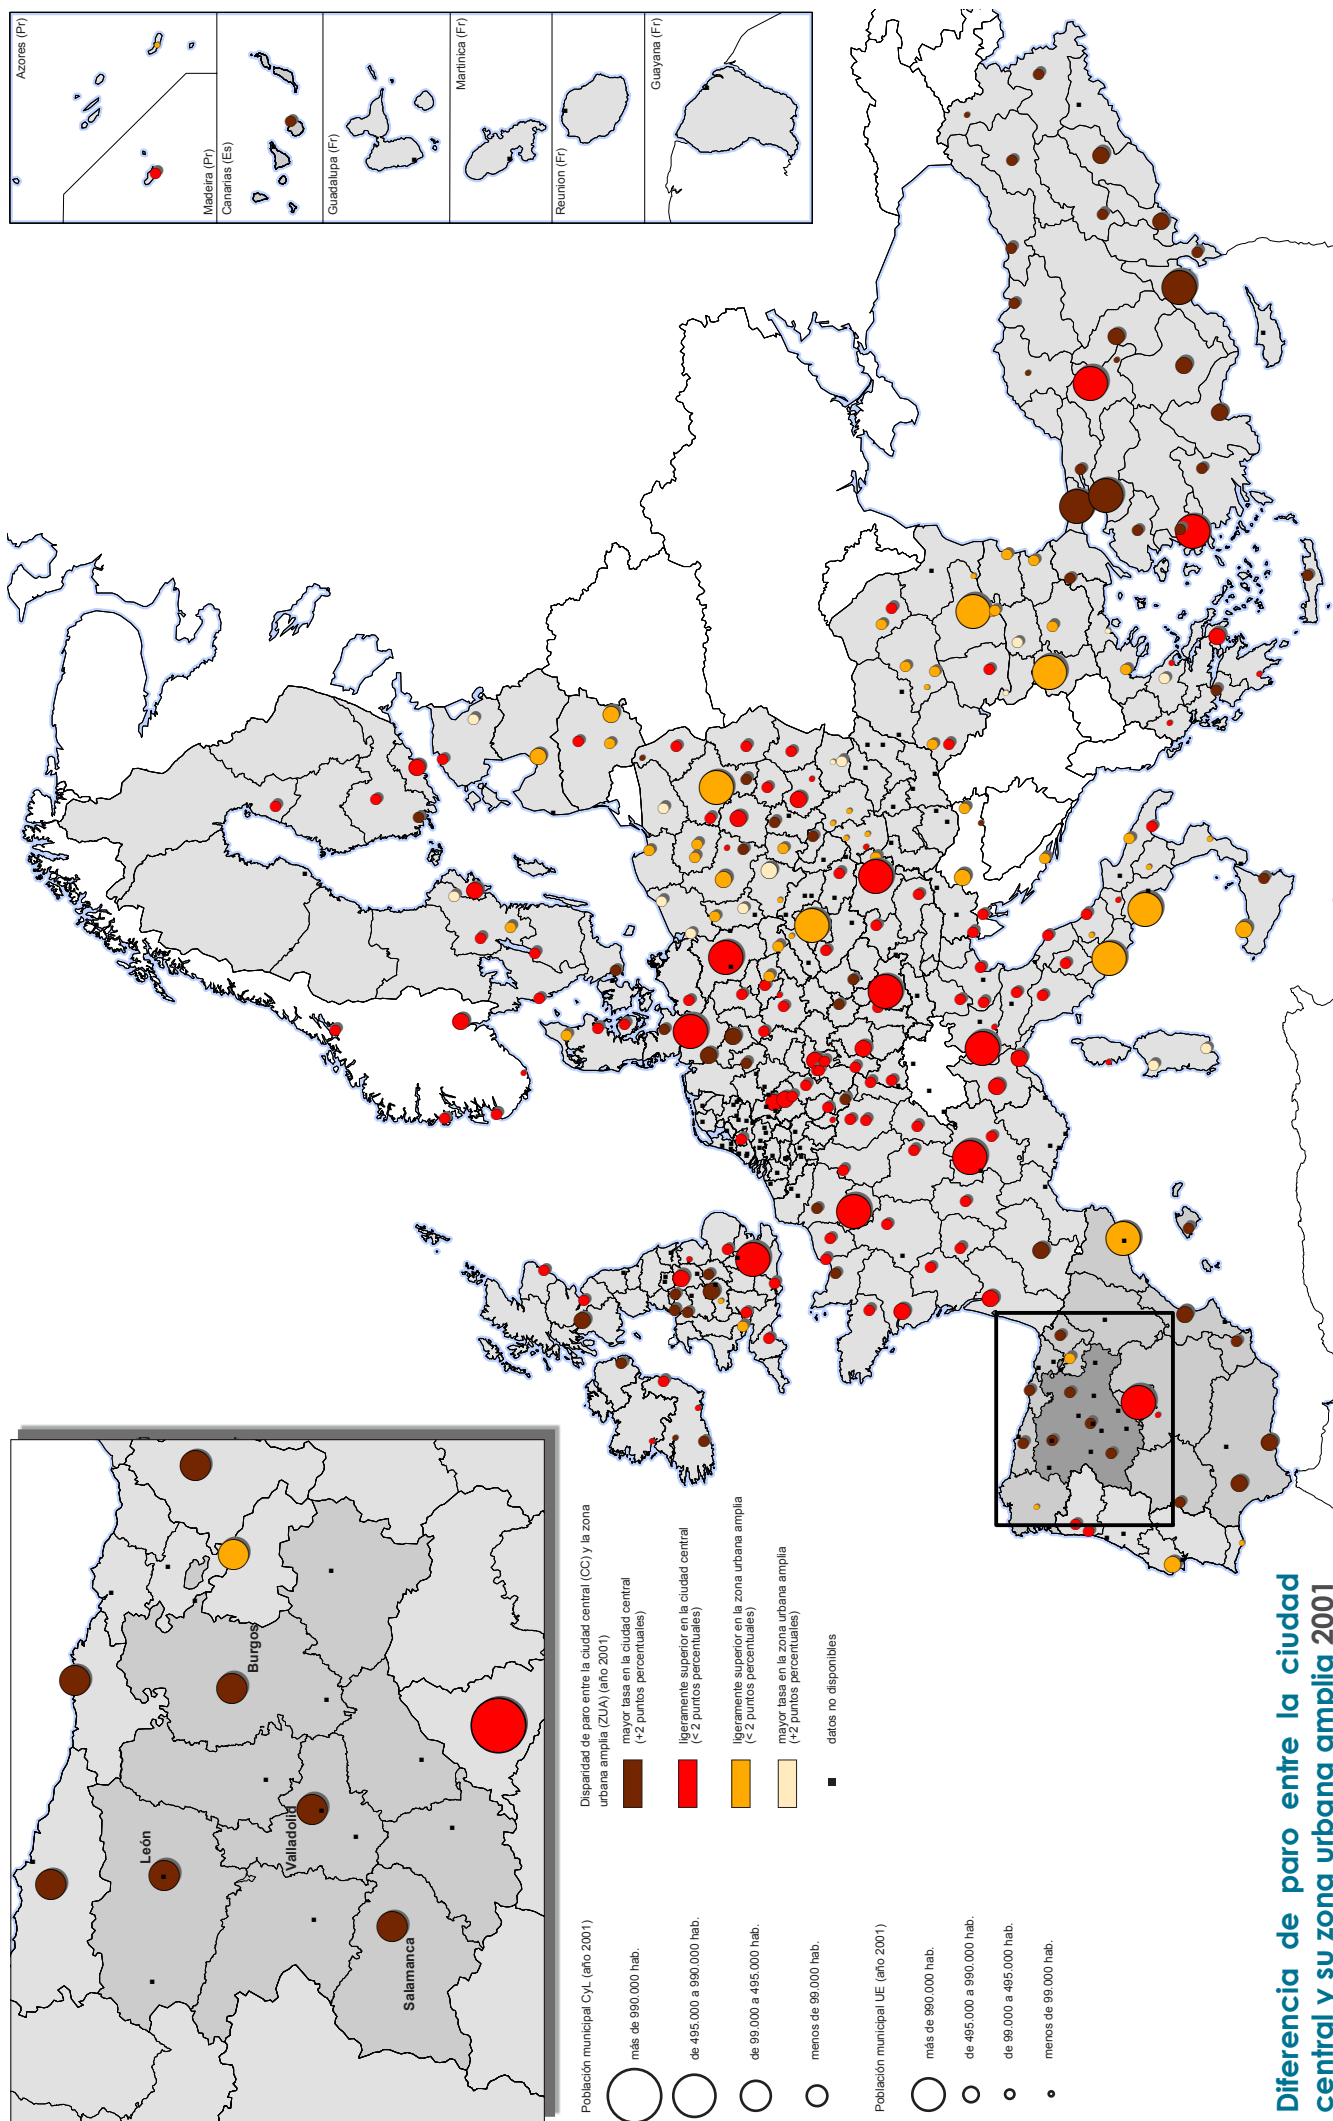 Azores (Pr)
Madeira (Pr)
Canarias (Es)
Guadalupa (Fr)
Martinica (Fr)
Reunion (Fr)
Guayana (Fr)
León
Burgos
Valladolid
Salamanca
Disparidad de paro entre la ciudad central (CC) y la zona
urbana amplia (ZUA) (año 2001)
mayor tasa en la ciudad central
(+2 puntos percentuales)
ligeramente superior en la ciudad central
(< 2 puntos percentuales)
ligeramente superior en la zona urbana amplia
(< 2 puntos percentuales)
mayor tasa en la zona urbana amplia
(+2 puntos percentuales)
datos no disponibles
Población municipal CyL (año 2001)
más de 990.000 hab.
de 495.000 a 990.000 hab.
de 99.000 a 495.000 hab.
menos de 99.000 hab.
Población municipal UE (año 2001)
más de 990.000 hab.
de 495.000 a 990.000 hab.
de 99.000 a 495.000 hab.
menos de 99.000 hab.
Diferencia de paro entre la ciudad
central y su zona urbana amplia 2001